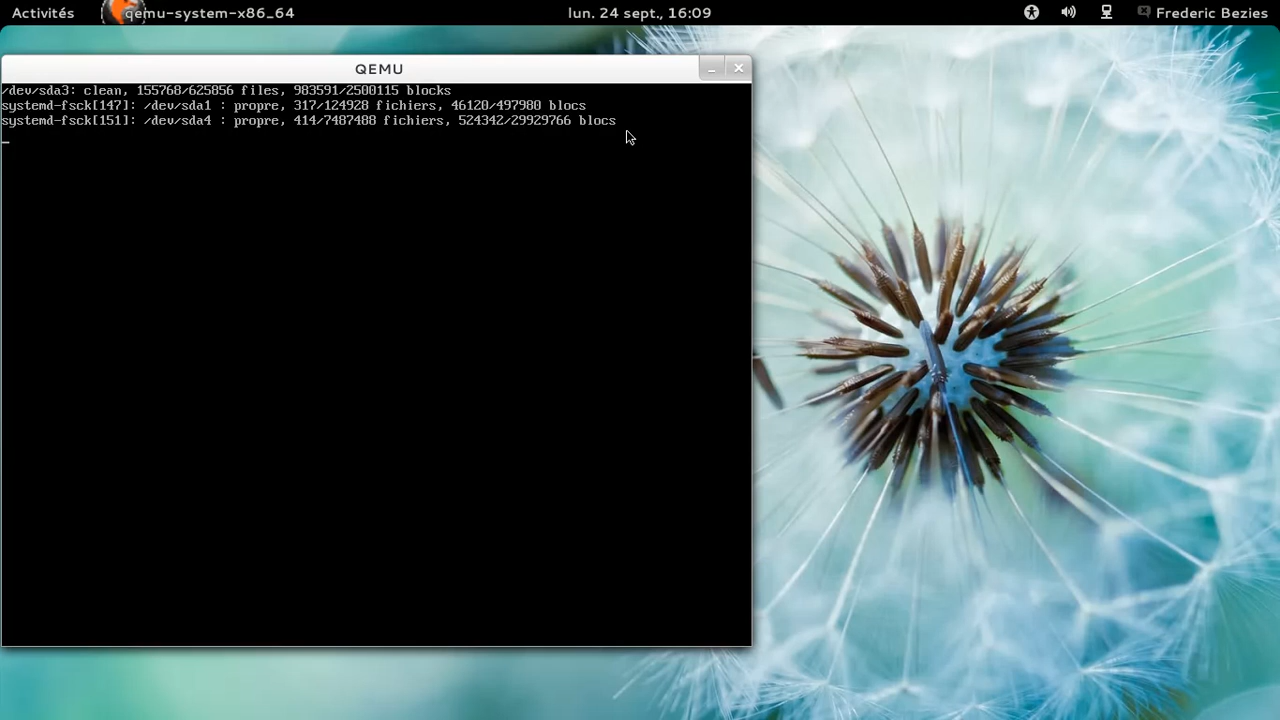 Activités qemu-system-x86_64 lun. 24 sept., 16:09 Frederic Bezies
QEMU
/dev/sda3: clean, 155768/625856 files, 983591/2500115 blocks
systemd-fsck[147]: /dev/sda1 : propre, 317/124928 fichiers, 46120/497980 blocs
systemd-fsck[151]: /dev/sda4 : propre, 414/7487488 fichiers, 524342/29929766 blocs